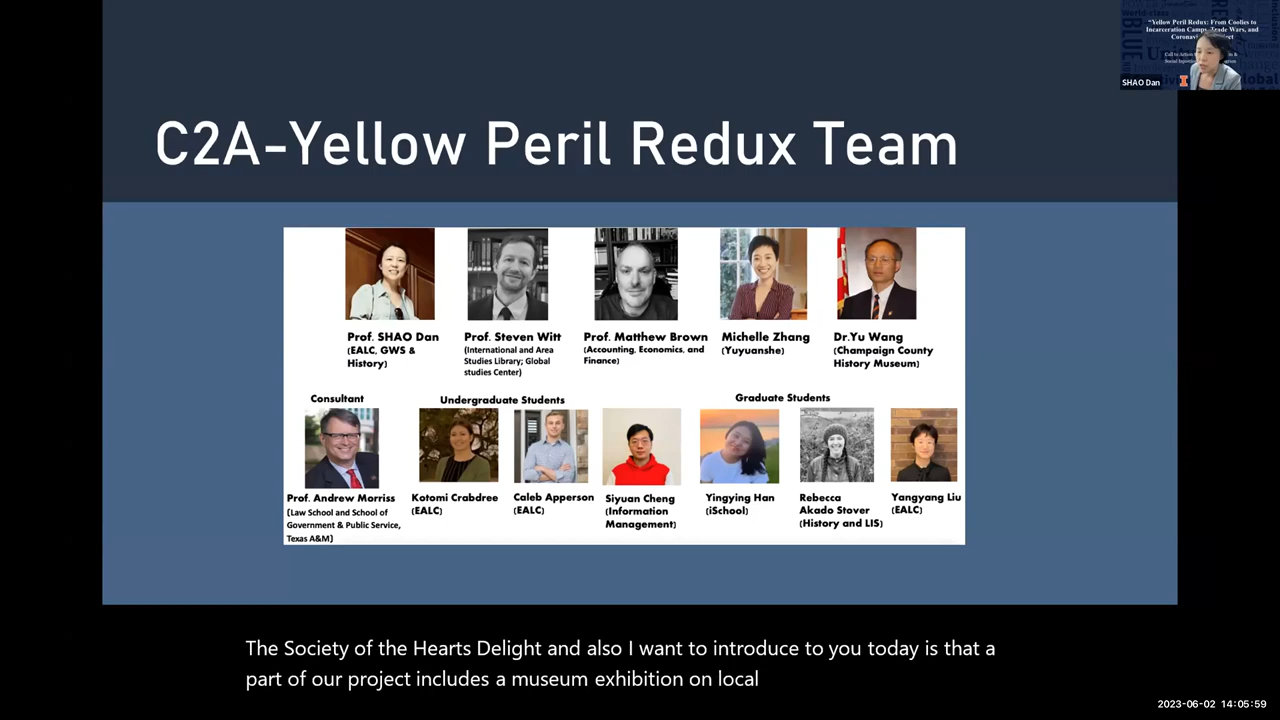 "Yellow Peril Redux: From Coolies to
Incarceration Camps, Trade Wars, and
SHAO Dan
C2A-Yellow Peril Redux Team
Prof. SHAO Dan
(EALC, GWS &
History)
Prof. Steven Witt
(International and Area
Studies Library; Global
studies Center)
Prof. Matthew Brown
(Accounting, Economics, and
Finance)
Michelle Zhang
(Yuyuanshe)
Dr.Yu Wang
(Champaign County
History Museum)
Consultant
Undergraduate Students
Graduate Students
Prof. Andrew Morriss
(Law School and School of
Government & Public Service,
Texas A&M)
Kotomi Crabdree
(EALC)
Caleb Apperson
(EALC)
Siyuan Cheng
(Information
Management)
Yingying Han
(iSchool)
Rebecca
Akado Stover
(History and LIS)
Yangyang Liu
(EALC)
The Society of the Hearts Delight and also I want to introduce to you today is that a
part of our project includes a museum exhibition on local
2023-06-02 14:05:59